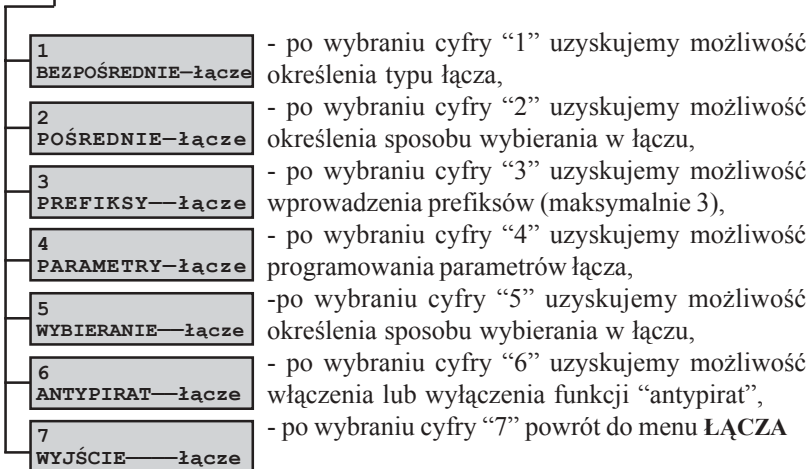 1
BEZPOŚREDNIE—łącze
- po wybraniu cyfry “1” uzyskujemy możliwość
określenia typu łącza,
2
POŚREDNIE—łącze
- po wybraniu cyfry “2” uzyskujemy możliwość
określenia sposobu wybierania w łączu,
3
PREFIKSY——łącze
- po wybraniu cyfry “3” uzyskujemy możliwość
wprowadzenia prefiksów (maksymalnie 3),
4
PARAMETRY—łącze
- po wybraniu cyfry “4” uzyskujemy możliwość
programowania parametrów łącza,
5
WYBIERANIE——łącze
-po wybraniu cyfry “5” uzyskujemy możliwość
określenia sposobu wybierania w łączu,
6
ANTYPIRAT——łącze
- po wybraniu cyfry “6” uzyskujemy możliwość
włączenia lub wyłączenia funkcji “antypirat”,
7
WYJŚCIE————łącze
- po wybraniu cyfry “7” powrót do menu ŁĄCZA